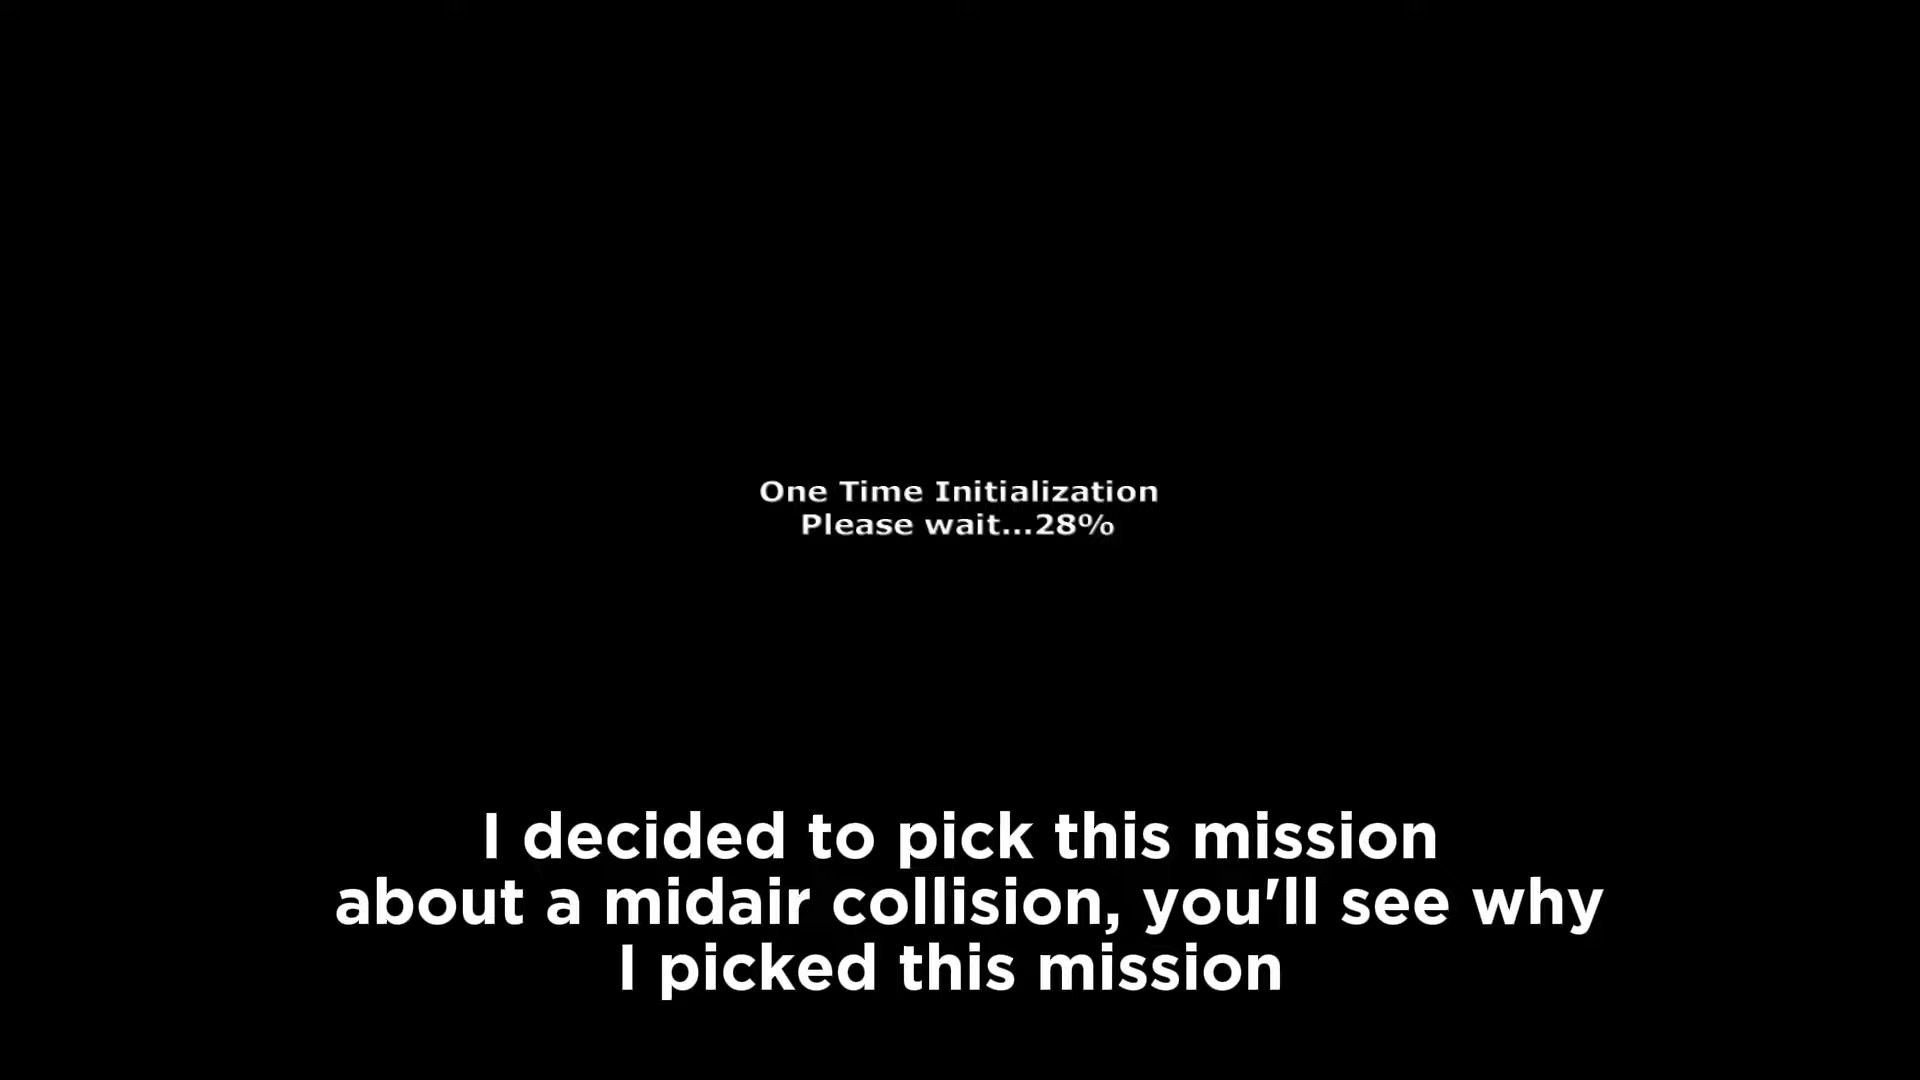 One Time Initialization
Please wait...28%
I decided to pick this mission
about a midair collision, you'll see why
I picked this mission